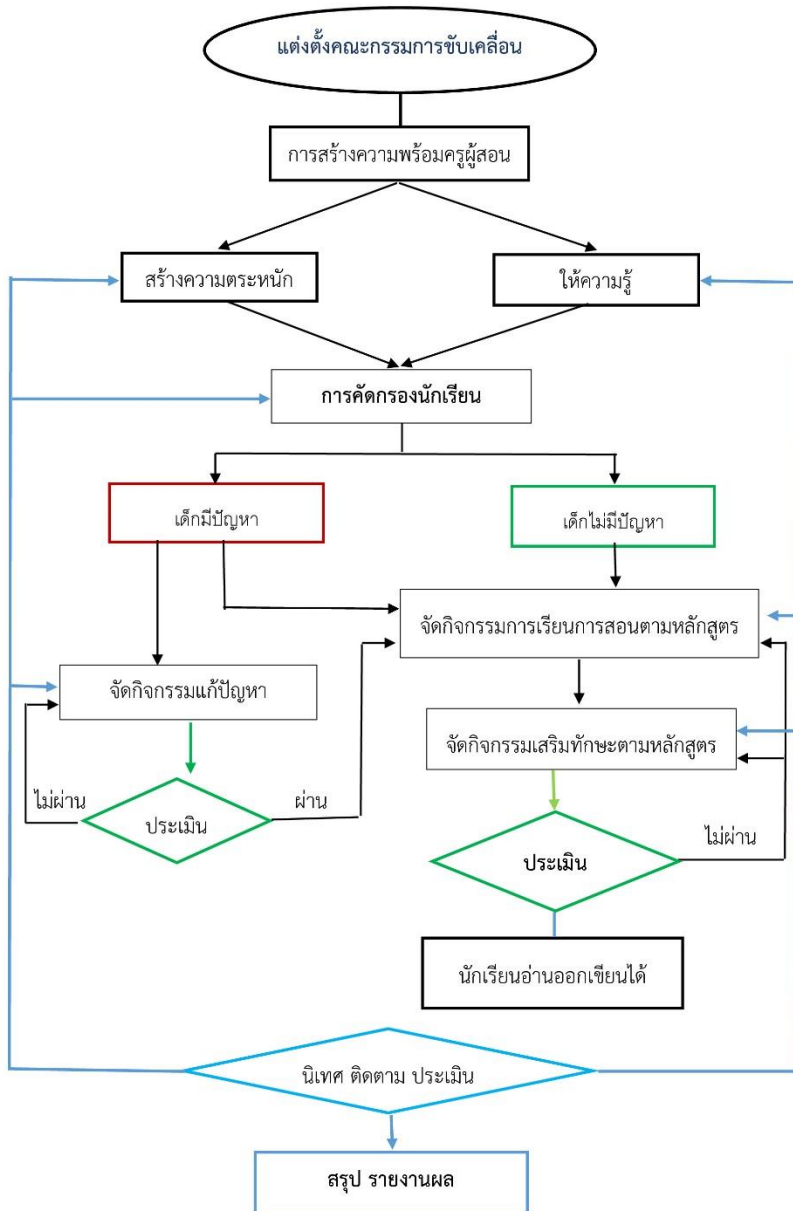 แต่งตั้งคณะกรรมการขับเคลื่อน
การสร้างความพร้อมครูผู้สอน
สร้างความตระหนัก
ให้ความรู้
การคัดกรองนักเรียน
เด็กมีปัญหา
เด็กไม่มีปัญหา
จัดกิจกรรมการเรียนการสอนตามหลักสูตร
จัดกิจกรรมแก้ปัญหา
จัดกิจกรรมเสริมทักษะตามหลักสูตร
ไม่ผ่าน
ประเมิน
ผ่าน
ประเมิน
ไม่ผ่าน
นักเรียนอ่านออกเขียนได้
นิเทศ ติดตาม ประเมิน
สรุป รายงานผล